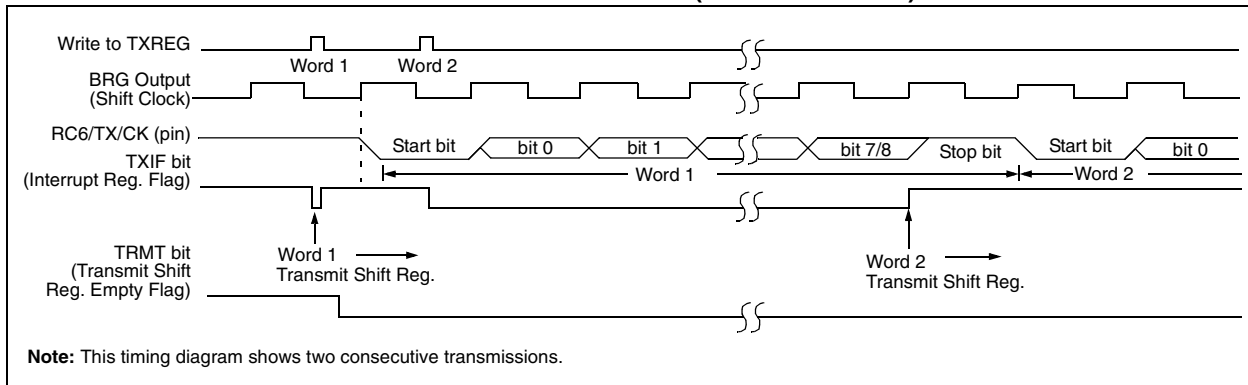 Write to TXREG
Word 1
Word 2
BRG Output
(Shift Clock)
RC6/TX/CK (pin)
Start bit
bit 0
bit 1
bit 7/8
Stop bit
Start bit
bit 0
Word 1
Word 2
TXIF bit
(Interrupt Reg. Flag)
Word 1
Transmit Shift Reg.
Word 2
Transmit Shift Reg.
TRMT bit
(Transmit Shift
Reg. Empty Flag)
Note: This timing diagram shows two consecutive transmissions.